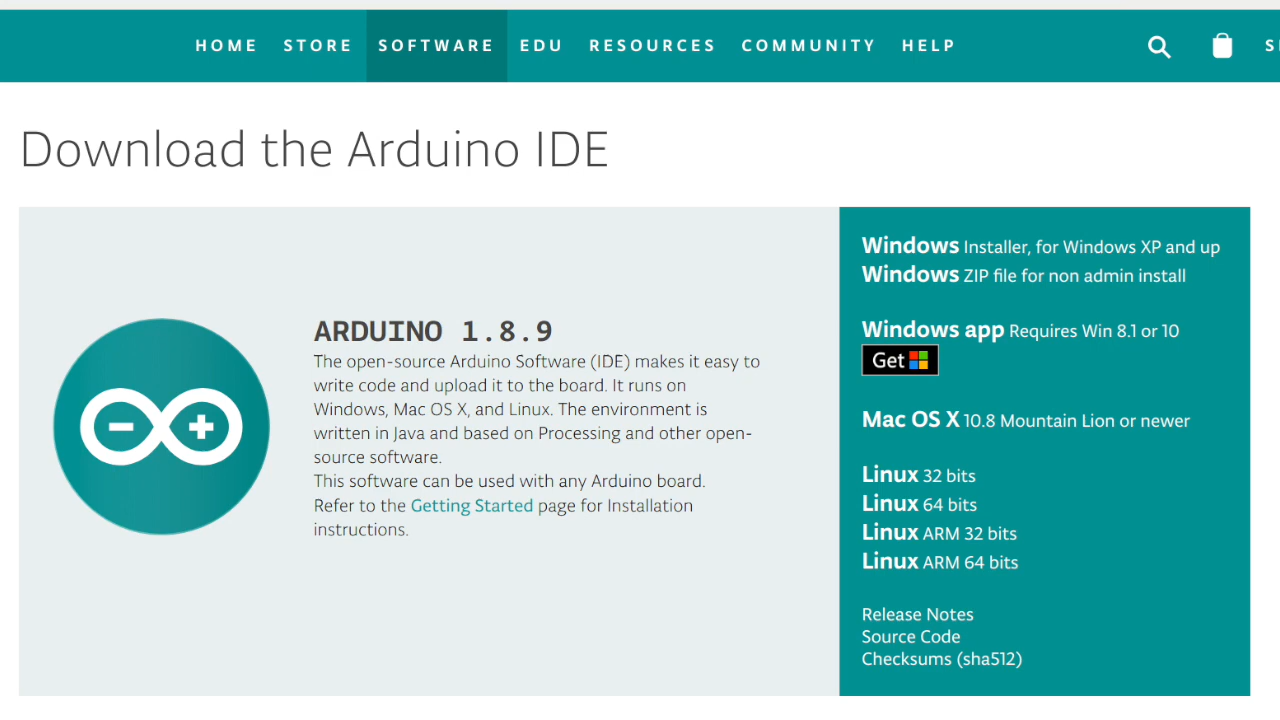 HOME STORE SOFTWARE EDU RESOURCES COMMUNITY HELP
Download the Arduino IDE
ARDUINO 1.8.9
The open-source Arduino Software (IDE) makes it easy to
write code and upload it to the board. It runs on
Windows, Mac OS X, and Linux. The environment is
written in Java and based on Processing and other open-
source software.
This software can be used with any Arduino board.
Refer to the Getting Started page for Installation
instructions.
Windows Installer, for Windows XP and up
Windows ZIP file for non admin install
Windows app Requires Win 8.1 or 10
Get
Mac OS X 10.8 Mountain Lion or newer
Linux 32 bits
Linux 64 bits
Linux ARM 32 bits
Linux ARM 64 bits
Release Notes
Source Code
Checksums (sha512)